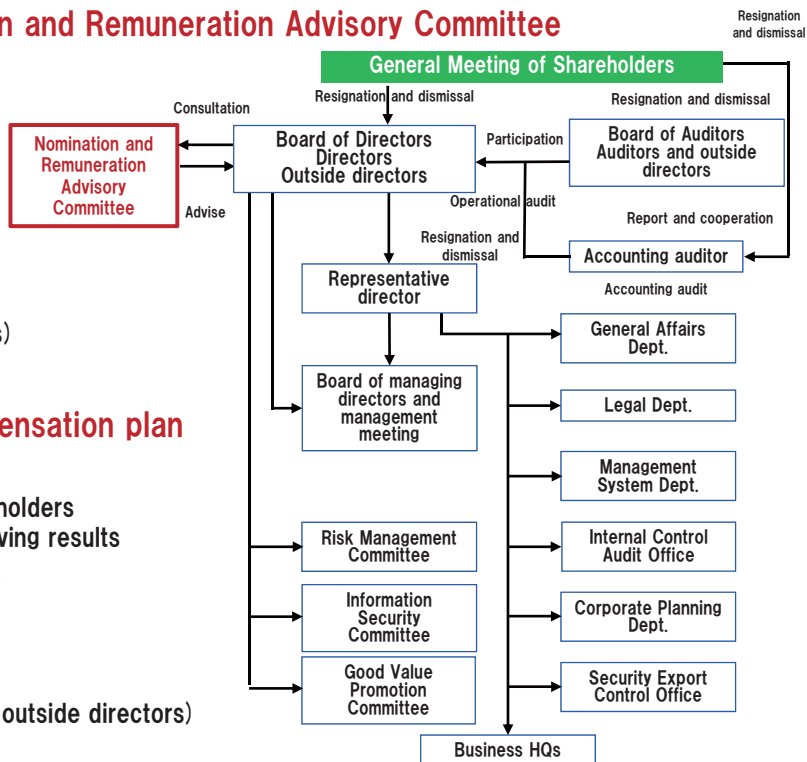 n and Remuneration Advisory Committee
Resignation
and dismissal
General Meeting of Shareholders
Consultation
Resignation and dismissal
Resignation and dismissal
Nomination and
Remuneration
Advisory
Committee
Board of Directors
Directors
Outside directors
Participation
Board of Auditors
Auditors and outside
directors
Advise
Operational audit
Report and cooperation
Resignation and
dismissal
Accounting auditor
Accounting audit
Representative
director
s)
General Affairs
Dept.
Board of managing
directors and
management
meeting
Legal Dept.
ensation plan
Management
System Dept.
holders
ving results
Risk Management
Committee
Internal Control
Audit Office
Information
Security
Committee
Corporate Planning
Dept.
Good Value
Promotion
Committee
Security Export
Control Office
outside directors)
Business HQs